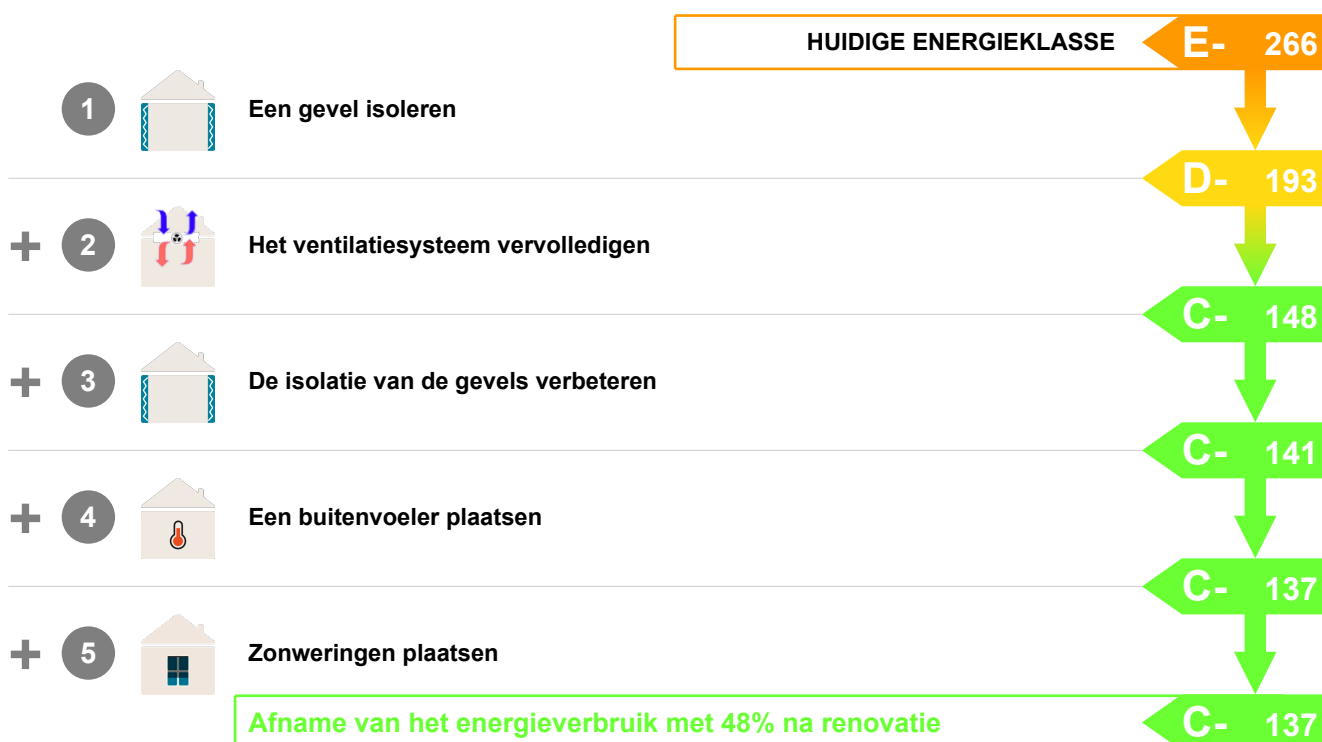 HUIDIGE ENERGIEKLASSE E- 266
1 Een gevel isoleren
D- 193
+ 2 Het ventilatiesysteem vervolledigen
C- 148
+ 3 De isolatie van de gevels verbeteren
C- 141
+ 4 Een buitenvoeler plaatsen
C- 137
+ 5 Zonweringen plaatsen
Afname van het energieverbruik met 48% na renovatie C- 137